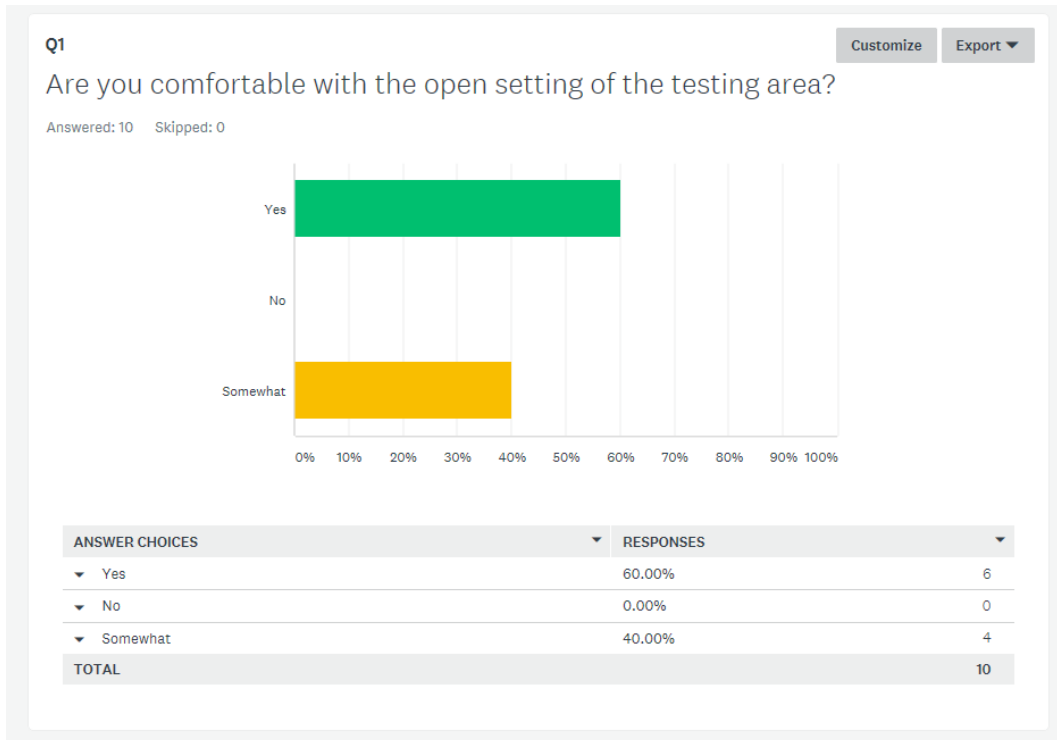 Q1
Customize
Export
Are you comfortable with the open setting of the testing area?
Answered: 10 Skipped: 0
Yes
No
Somewhat
0% 10% 20% 30% 40% 50% 60% 70% 80% 90% 100%
ANSWER CHOICES RESPONSES
Yes 60.00% 6
No 0.00% 0
Somewhat 40.00% 4
TOTAL 10